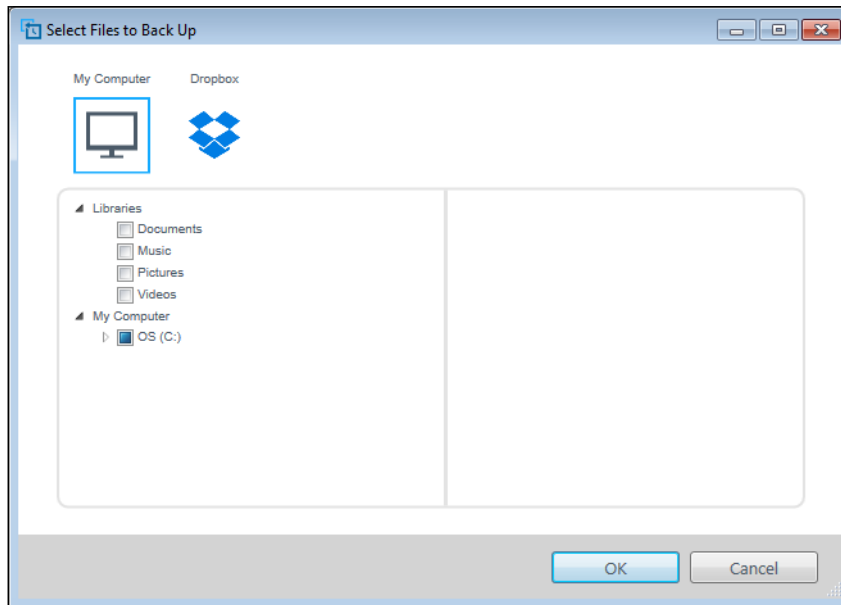 Select Files to Back Up
My Computer Dropbox
Libraries
Documents
Music
Pictures
Videos
My Computer
OS (C:)
OK Cancel